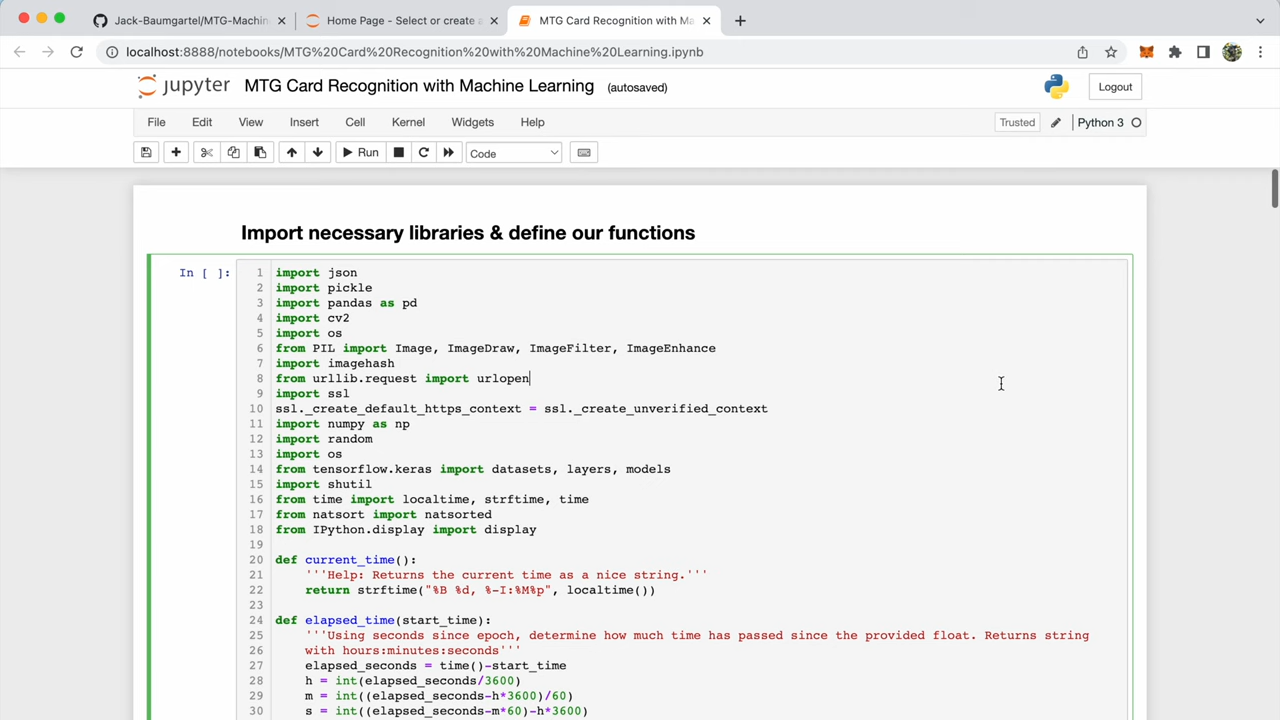 Jack-Baumgartel/MTG-Machin
Home Page - Select or create a
MTG Card Recognition with Ma
localhost:8888/notebooks/MTG%20Card%20Recognition%20with%20Machine%20Learning.ipynb
jupyter MTG Card Recognition with Machine Learning (autosaved)
Logout
File Edit View Insert Cell Kernel Widgets Help
Trusted Python 3
Run Code
Import necessary libraries & define our functions
In [ ]:
1 import json
2 import pickle
3 import pandas as pd
4 import cv2
5 import os
6 from PIL import Image, ImageDraw, ImageFilter, ImageEnhance
7 import imagehash
8 from urllib.request import urlopen
9 import ssl
10 ssl._create_default_https_context = ssl._create_unverified_context
11 import numpy as np
12 import random
13 import os
14 from tensorflow.keras import datasets, layers, models
15 import shutil
16 from time import localtime, strftime, time
17 from natsort import natsorted
18 from IPython.display import display
19
20 def current_time():
21 '''Help: Returns the current time as a nice string.'''
22 return strftime("%B %d, %-I:%M%p", localtime())
23
24 def elapsed_time(start_time):
25 '''Using seconds since epoch, determine how much time has passed since the provided float. Returns string
26 with hours:minutes:seconds'''
27 elapsed_seconds = time()-start_time
28 h = int(elapsed_seconds/3600)
29 m = int((elapsed_seconds-h*3600)/60)
30 s = int((elapsed_seconds-m*60)-h*3600)